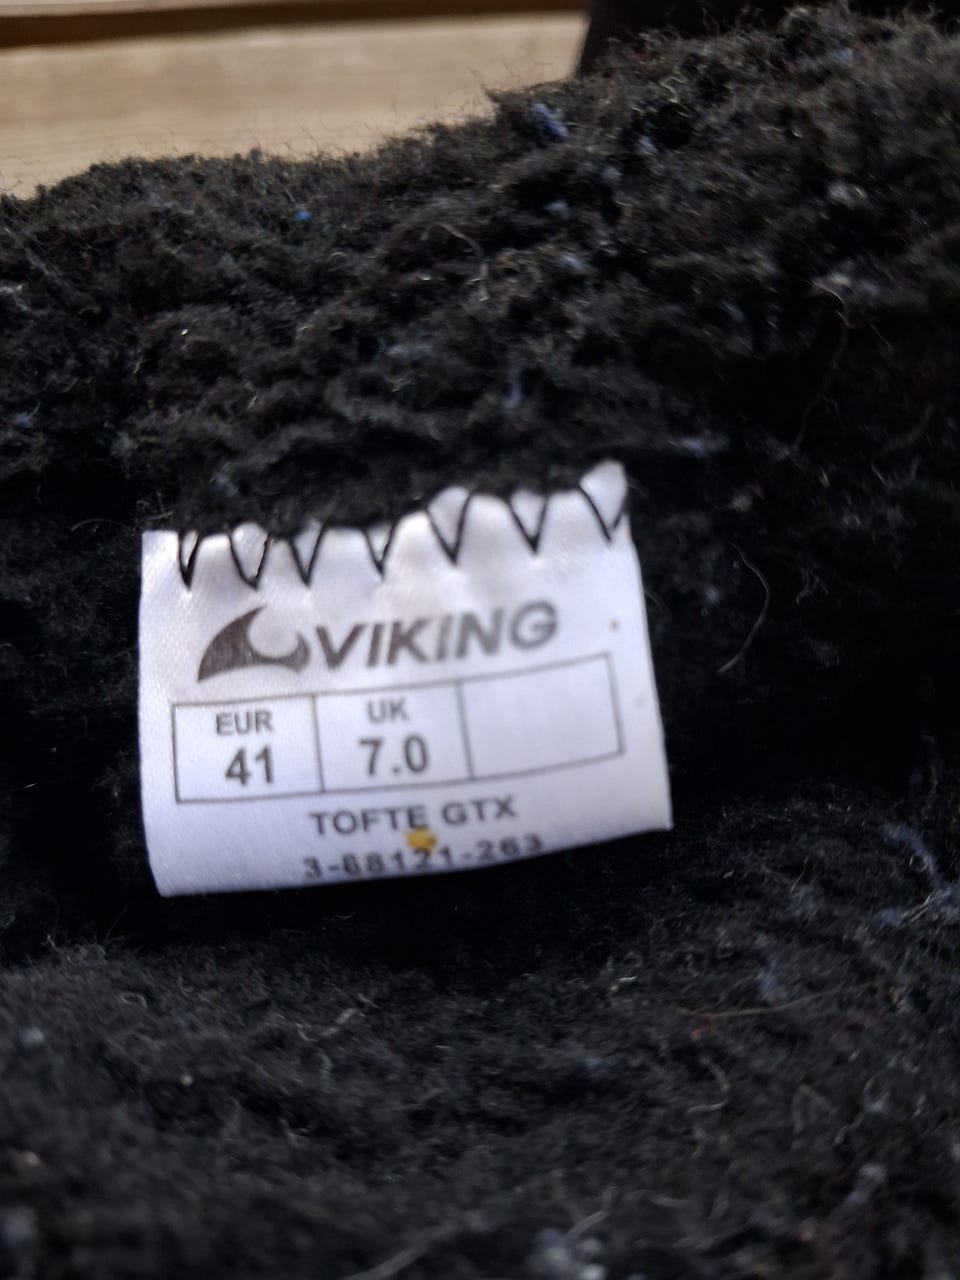 VIKING
EUR UK
41 7.0
TOFTE GTX
3-88121-263